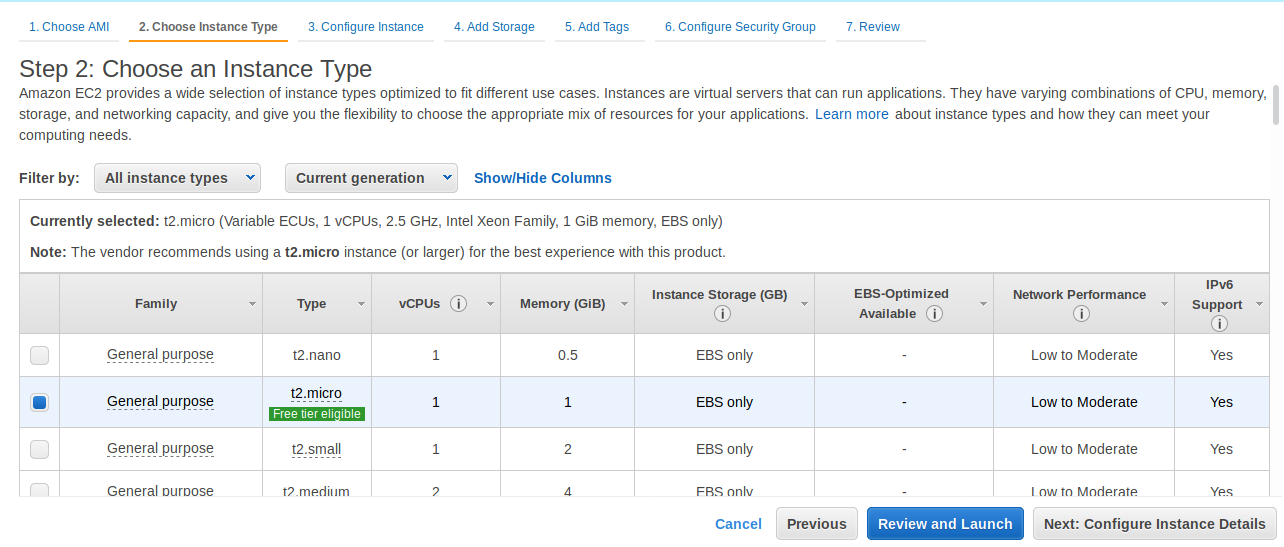 1. Choose AMI 2. Choose Instance Type 3. Configure Instance 4. Add Storage 5. Add Tags 6. Configure Security Group 7. Review
Step 2: Choose an Instance Type
Amazon EC2 provides a wide selection of instance types optimized to fit different use cases. Instances are virtual servers that can run applications. They have varying combinations of CPU, memory,
storage, and networking capacity, and give you the flexibility to choose the appropriate mix of resources for your applications. Learn more about instance types and how they can meet your
computing needs.
Filter by: All instance types Current generation Show/Hide Columns
Currently selected: t2.micro (Variable ECUs, 1 vCPUs, 2.5 GHz, Intel Xeon Family, 1 GiB memory, EBS only)
Note: The vendor recommends using a t2.micro instance (or larger) for the best experience with this product.
Family Type vCPUs i Memory (GiB) Instance Storage (GB) i EBS-Optimized Available i Network Performance i IPv6 Support i
General purpose t2.nano 1 0.5 EBS only - Low to Moderate Yes
General purpose t2.micro Free tier eligible 1 1 EBS only - Low to Moderate Yes
General purpose t2.small 1 2 EBS only - Low to Moderate Yes
General purpose t2.medium 2 4 EBS only - Low to Moderate Yes
Cancel Previous Review and Launch Next: Configure Instance Details